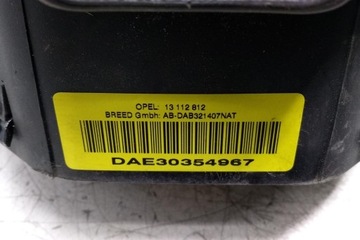 OPEL: 13 112 812
BREED Gmbh: AB-DAB321407NAT
DAE30354967